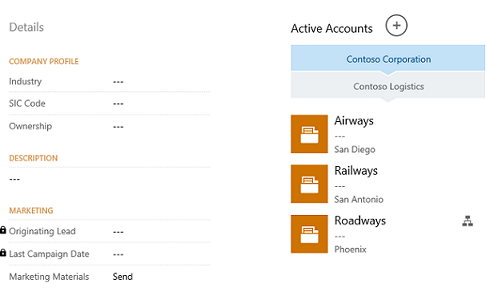 Details
COMPANY PROFILE
Industry ---
SIC Code ---
Ownership ---
DESCRIPTION
---
MARKETING
Originating Lead ---
Last Campaign Date ---
Marketing Materials Send
Active Accounts
Contoso Corporation
Contoso Logistics
Airways
---
San Diego
Railways
---
San Antonio
Roadways
---
Phoenix